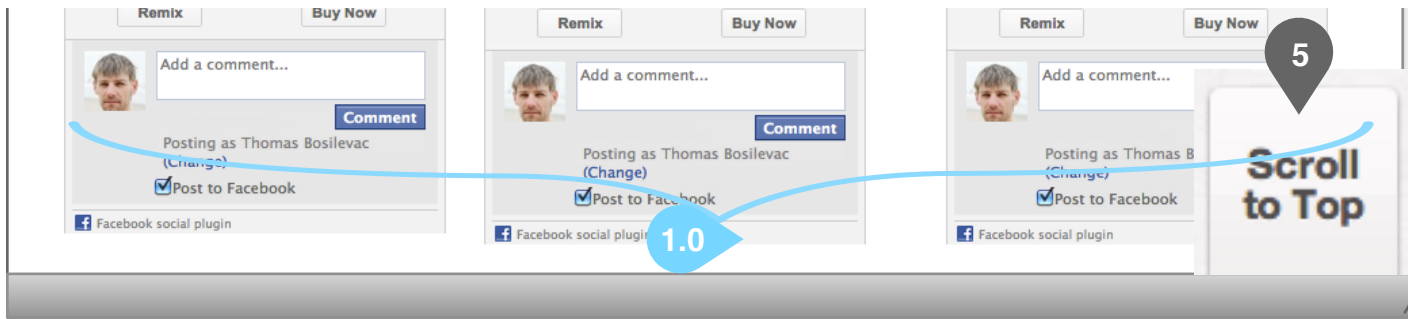 Remix Buy Now
Add a comment...
Comment
Posting as Thomas Bosilevac
(Change)
Post to Facebook
Facebook social plugin
Remix Buy Now
Add a comment...
Comment
Posting as Thomas Bosilevac
(Change)
Post to Facebook
Facebook social plugin
1.0
Remix Buy Now
Add a comment...
Posting as Thomas B
(Change)
Post to Facebook
Facebook social plugin
5
Scroll
to Top